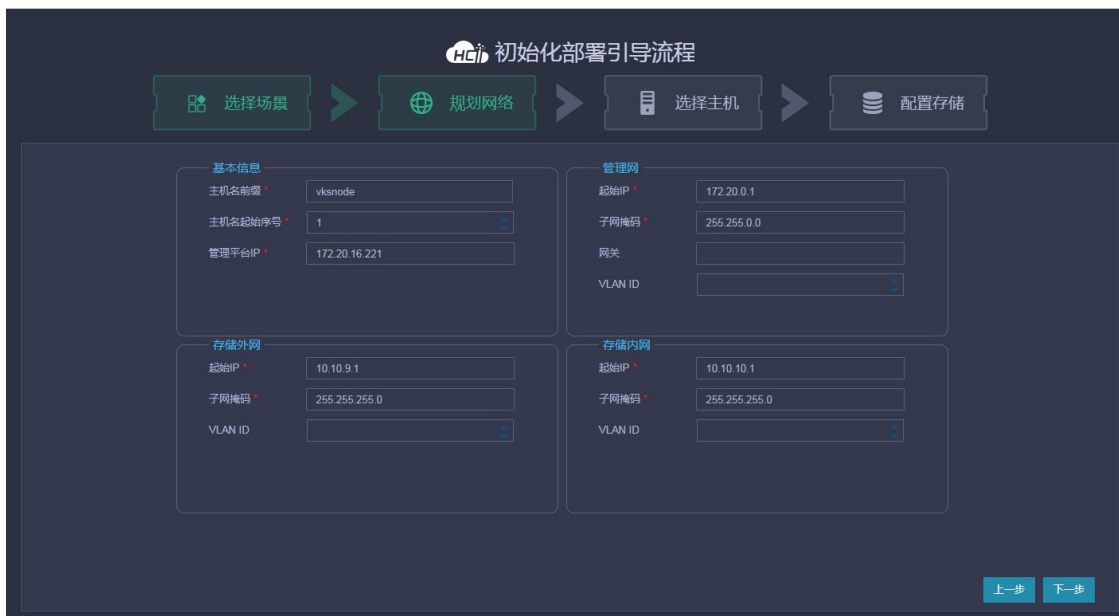 HCI 初始化部署引导流程
选择场景 规划网络 选择主机 配置存储
基本信息
主机名前缀 * vksnode
主机名起始序号 * 1
管理平台IP * 172.20.16.221
管理网
起始IP * 172.20.0.1
子网掩码 * 255.255.0.0
网关
VLAN ID
存储外网
起始IP * 10.10.9.1
子网掩码 * 255.255.255.0
VLAN ID
存储内网
起始IP * 10.10.10.1
子网掩码 * 255.255.255.0
VLAN ID
上一步 下一步